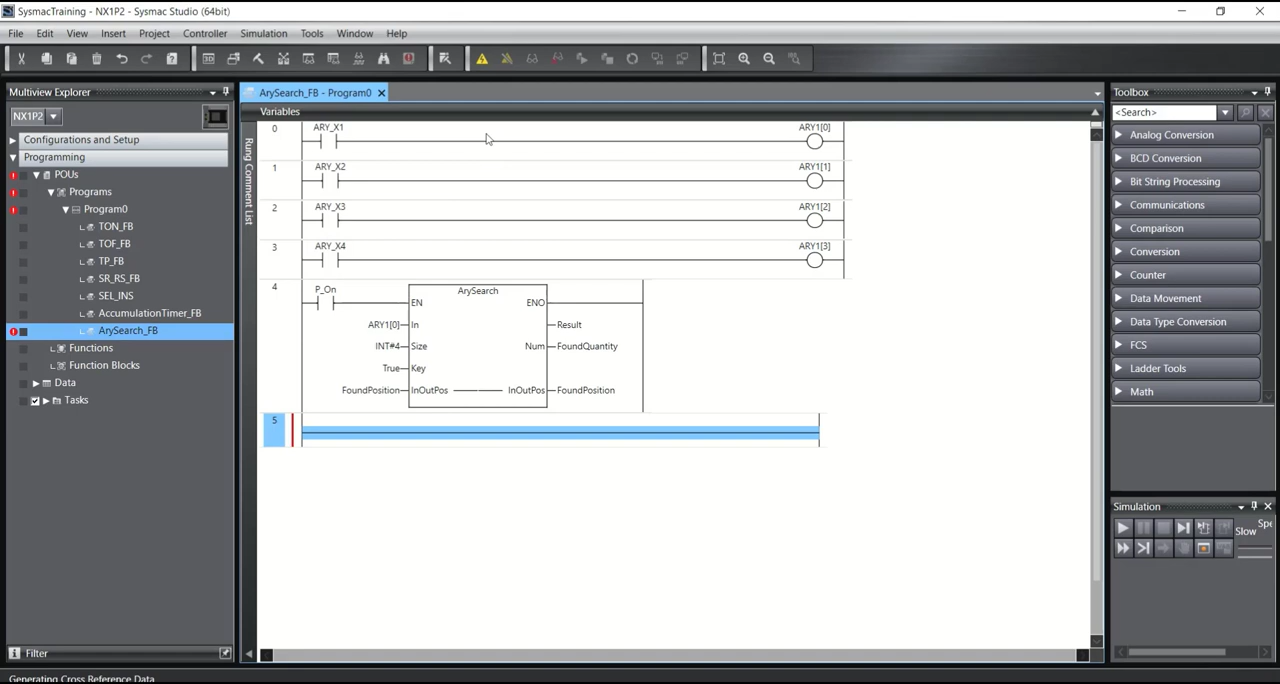 SysmacTraining - NX1P2 - Sysmac Studio (64bit)
File Edit View Insert Project Controller Simulation Tools Window Help
Multiview Explorer
NX1P2
Configurations and Setup
Programming
POUs
Programs
Program0
TON_FB
TOF_FB
TP_FB
SR_RS_FB
SEL_INS
AccumulationTimer_FB
ArySearch_FB
Functions
Function Blocks
Data
Tasks
Filter
Generating Cross Reference Data
ArySearch_FB - Program0
Variables
Rung Comment List
0 ARY_X1 ARY1[0]
1 ARY_X2 ARY1[1]
2 ARY_X3 ARY1[2]
3 ARY_X4 ARY1[3]
4 P_On ArySearch
EN ENO
ARY1[0] In Result
INT#4 Size Num FoundQuantity
True Key
FoundPosition InOutPos InOutPos FoundPosition
5
Toolbox
<Search>
Analog Conversion
BCD Conversion
Bit String Processing
Communications
Comparison
Conversion
Counter
Data Movement
Data Type Conversion
FCS
Ladder Tools
Math
Simulation
Slow Spe